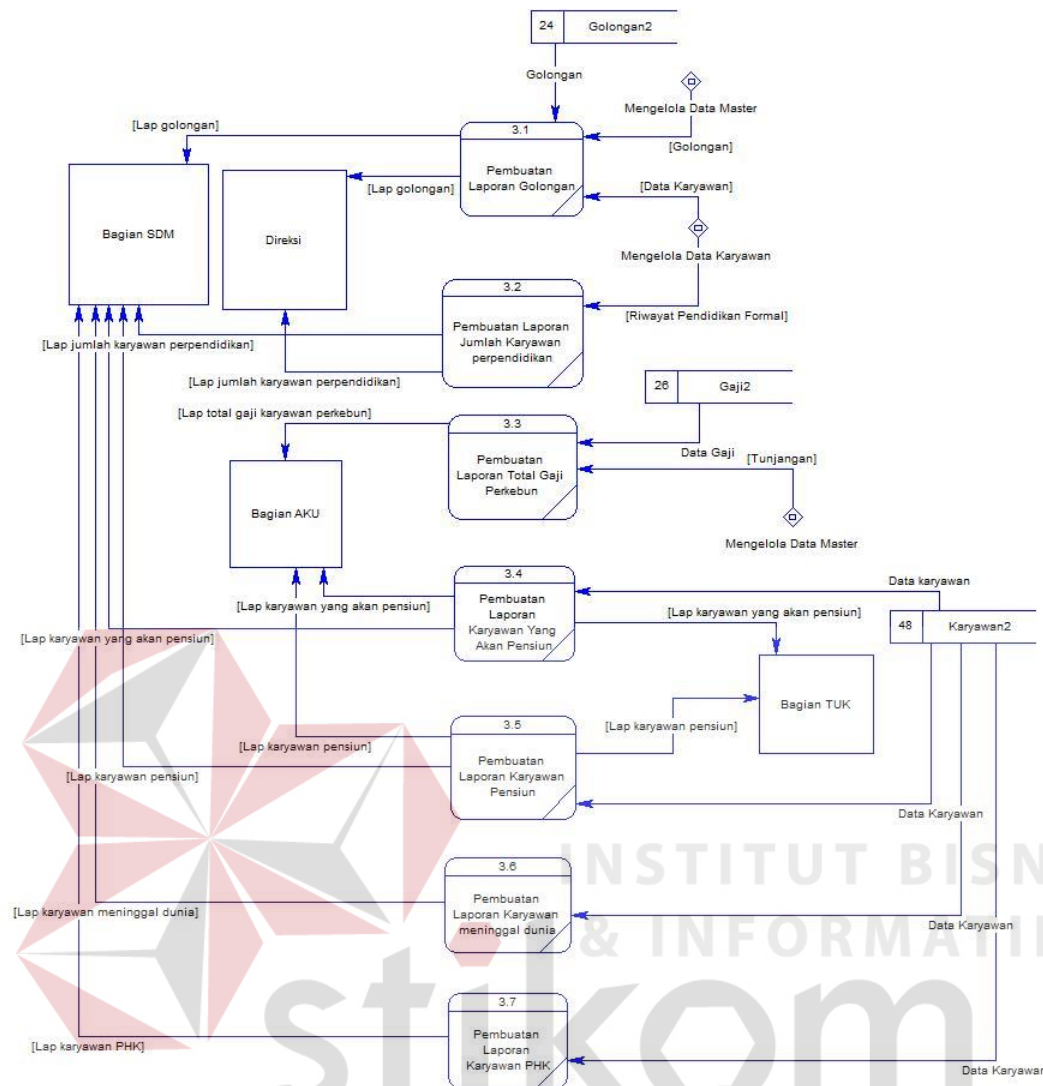 24 Golongan2
Golongan
Mengelola Data Master
[Lap golongan]
3.1
[Golongan]
Pembuatan
Laporan Golongan
[Lap golongan]
[Data Karyawan]
Bagian SDM
Direksi
Mengelola Data Karyawan
3.2
[Riwayat Pendidikan Formal]
Pembuatan Laporan
Jumlah Karyawan
perpendidikan
[Lap jumlah karyawan perpendidikan]
[Lap jumlah karyawan perpendidikan]
26 Gaji2
[Lap total gaji karyawan perkebun]
3.3
Data Gaji
[Tunjangan]
Pembuatan
Laporan Total Gaji
Perkebun
Bagian AKU
Mengelola Data Master
3.4
Data karyawan
Pembuatan
Laporan
Karyawan Yang
Akan Pensiun
[Lap karyawan yang akan pensiun]
[Lap karyawan yang akan pensiun]
48 Karyawan2
[Lap karyawan yang akan pensiun]
Bagian TUK
3.5
[Lap karyawan pensiun]
[Lap karyawan pensiun]
Pembuatan
Laporan Karyawan
Pensiun
[Lap karyawan pensiun]
Data Karyawan
3.6
INSTITUT BISN
Pembuatan
Laporan Karyawan
meninggal dunia
[Lap karyawan meninggal dunia]
Data Karyawan
& INFORMATI
3.7
stikom
Pembuatan
Laporan
Karyawan PHK
[Lap karyawan PHK]
Data Karyawan